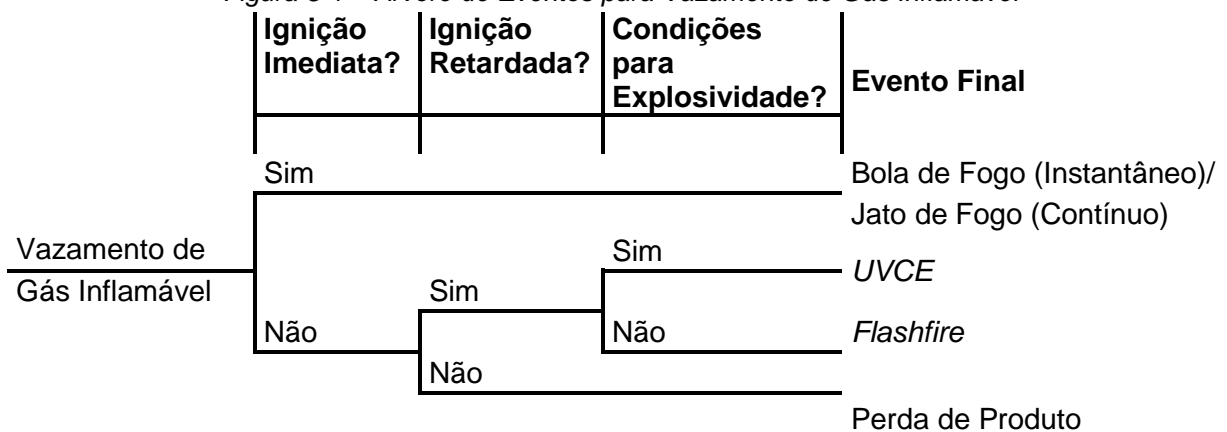 Ignição Imediata?
Ignição Retardada?
Condições para Explosividade?
Evento Final
Sim
Bola de Fogo (Instantâneo)/
Jato de Fogo (Contínuo)
Vazamento de
Gás Inflamável
Sim
UVCE
Sim
Não
Não
Flashfire
Não
Perda de Produto